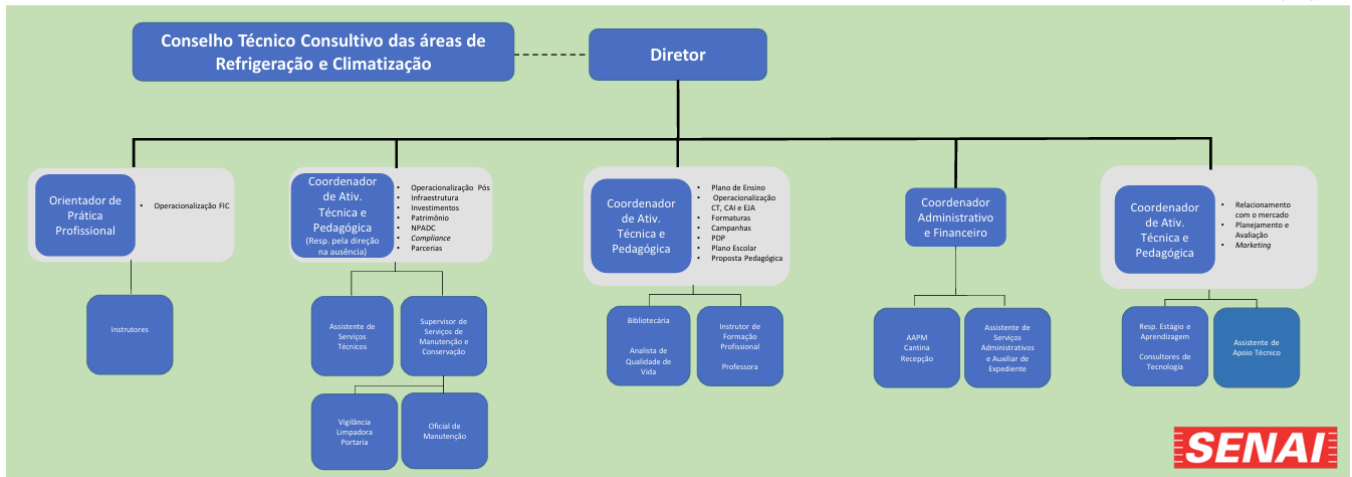 Conselho Técnico Consultivo das áreas de
Refrigeração e Climatização
Diretor
Orientador de
Prática
Profissional
• Operacionalização FIC
Instrutores
Coordenador
de Ativ.
Técnica e
Pedagógica
(Resp. pela direção
na ausência)
• Operacionalização Pós
• Infraestrutura
• Investimentos
• Patrimônio
• NPADC
• Compliance
• Parcerias
Assistente de
Serviços
Técnicos
Supervisor de
Serviços de
Manutenção e
Conservação
Vigilância
Limpadora
Portaria
Oficial de
Manutenção
Coordenador
de Ativ.
Técnica e
Pedagógica
• Plano de Ensino
• Operacionalização
CT, CAI e EJA
• Formaturas
• Campanhas
• PDP
• Plano Escolar
• Proposta Pedagógica
Bibliotecária
Analista de
Qualidade de
Vida
Instrutor de
Formação
Profissional
Professora
Coordenador
Administrativo
e Financeiro
AAPM
Cantina
Recepção
Assistente de
Serviços
Administrativos
e Auxiliar de
Expediente
Coordenador
de Ativ.
Técnica e
Pedagógica
• Relacionamento
com o mercado
• Planejamento e
Avaliação
• Marketing
Resp. Estágio e
Aprendizagem
Consultores de
Tecnologia
Assistente de
Apoio Técnico
SENAI